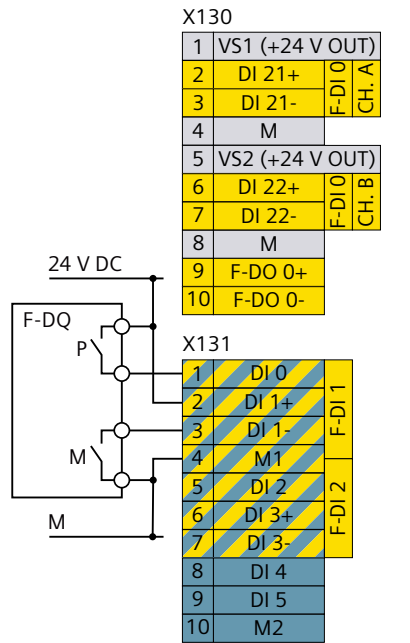 X130
1 VS1 (+24 V OUT)
2 DI 21+
3 DI 21-
F-DI 0
CH. A
4 M
5 VS2 (+24 V OUT)
6 DI 22+
7 DI 22-
F-DI 0
CH. B
8 M
9 F-DO 0+
10 F-DO 0-
24 V DC
F-DQ
P
M
M
X131
1 DI 0
2 DI 1+
3 DI 1-
F-DI 1
4 M1
5 DI 2
6 DI 3+
7 DI 3-
F-DI 2
8 DI 4
9 DI 5
10 M2